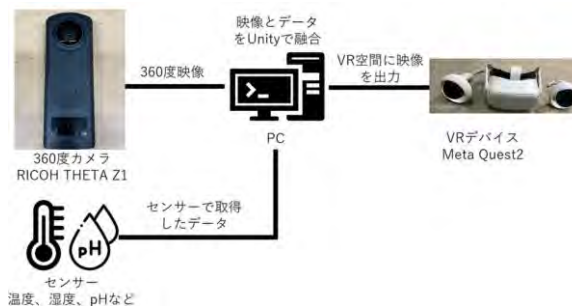 映像とデータ
をUnityで融合
360度映像
VR空間に映像
を出力
PC
360度カメラ
RICOH THETA Z1
VRデバイス
Meta Quest2
センサーで取得
したデータ
pH
センサー
温度、湿度、pHなど